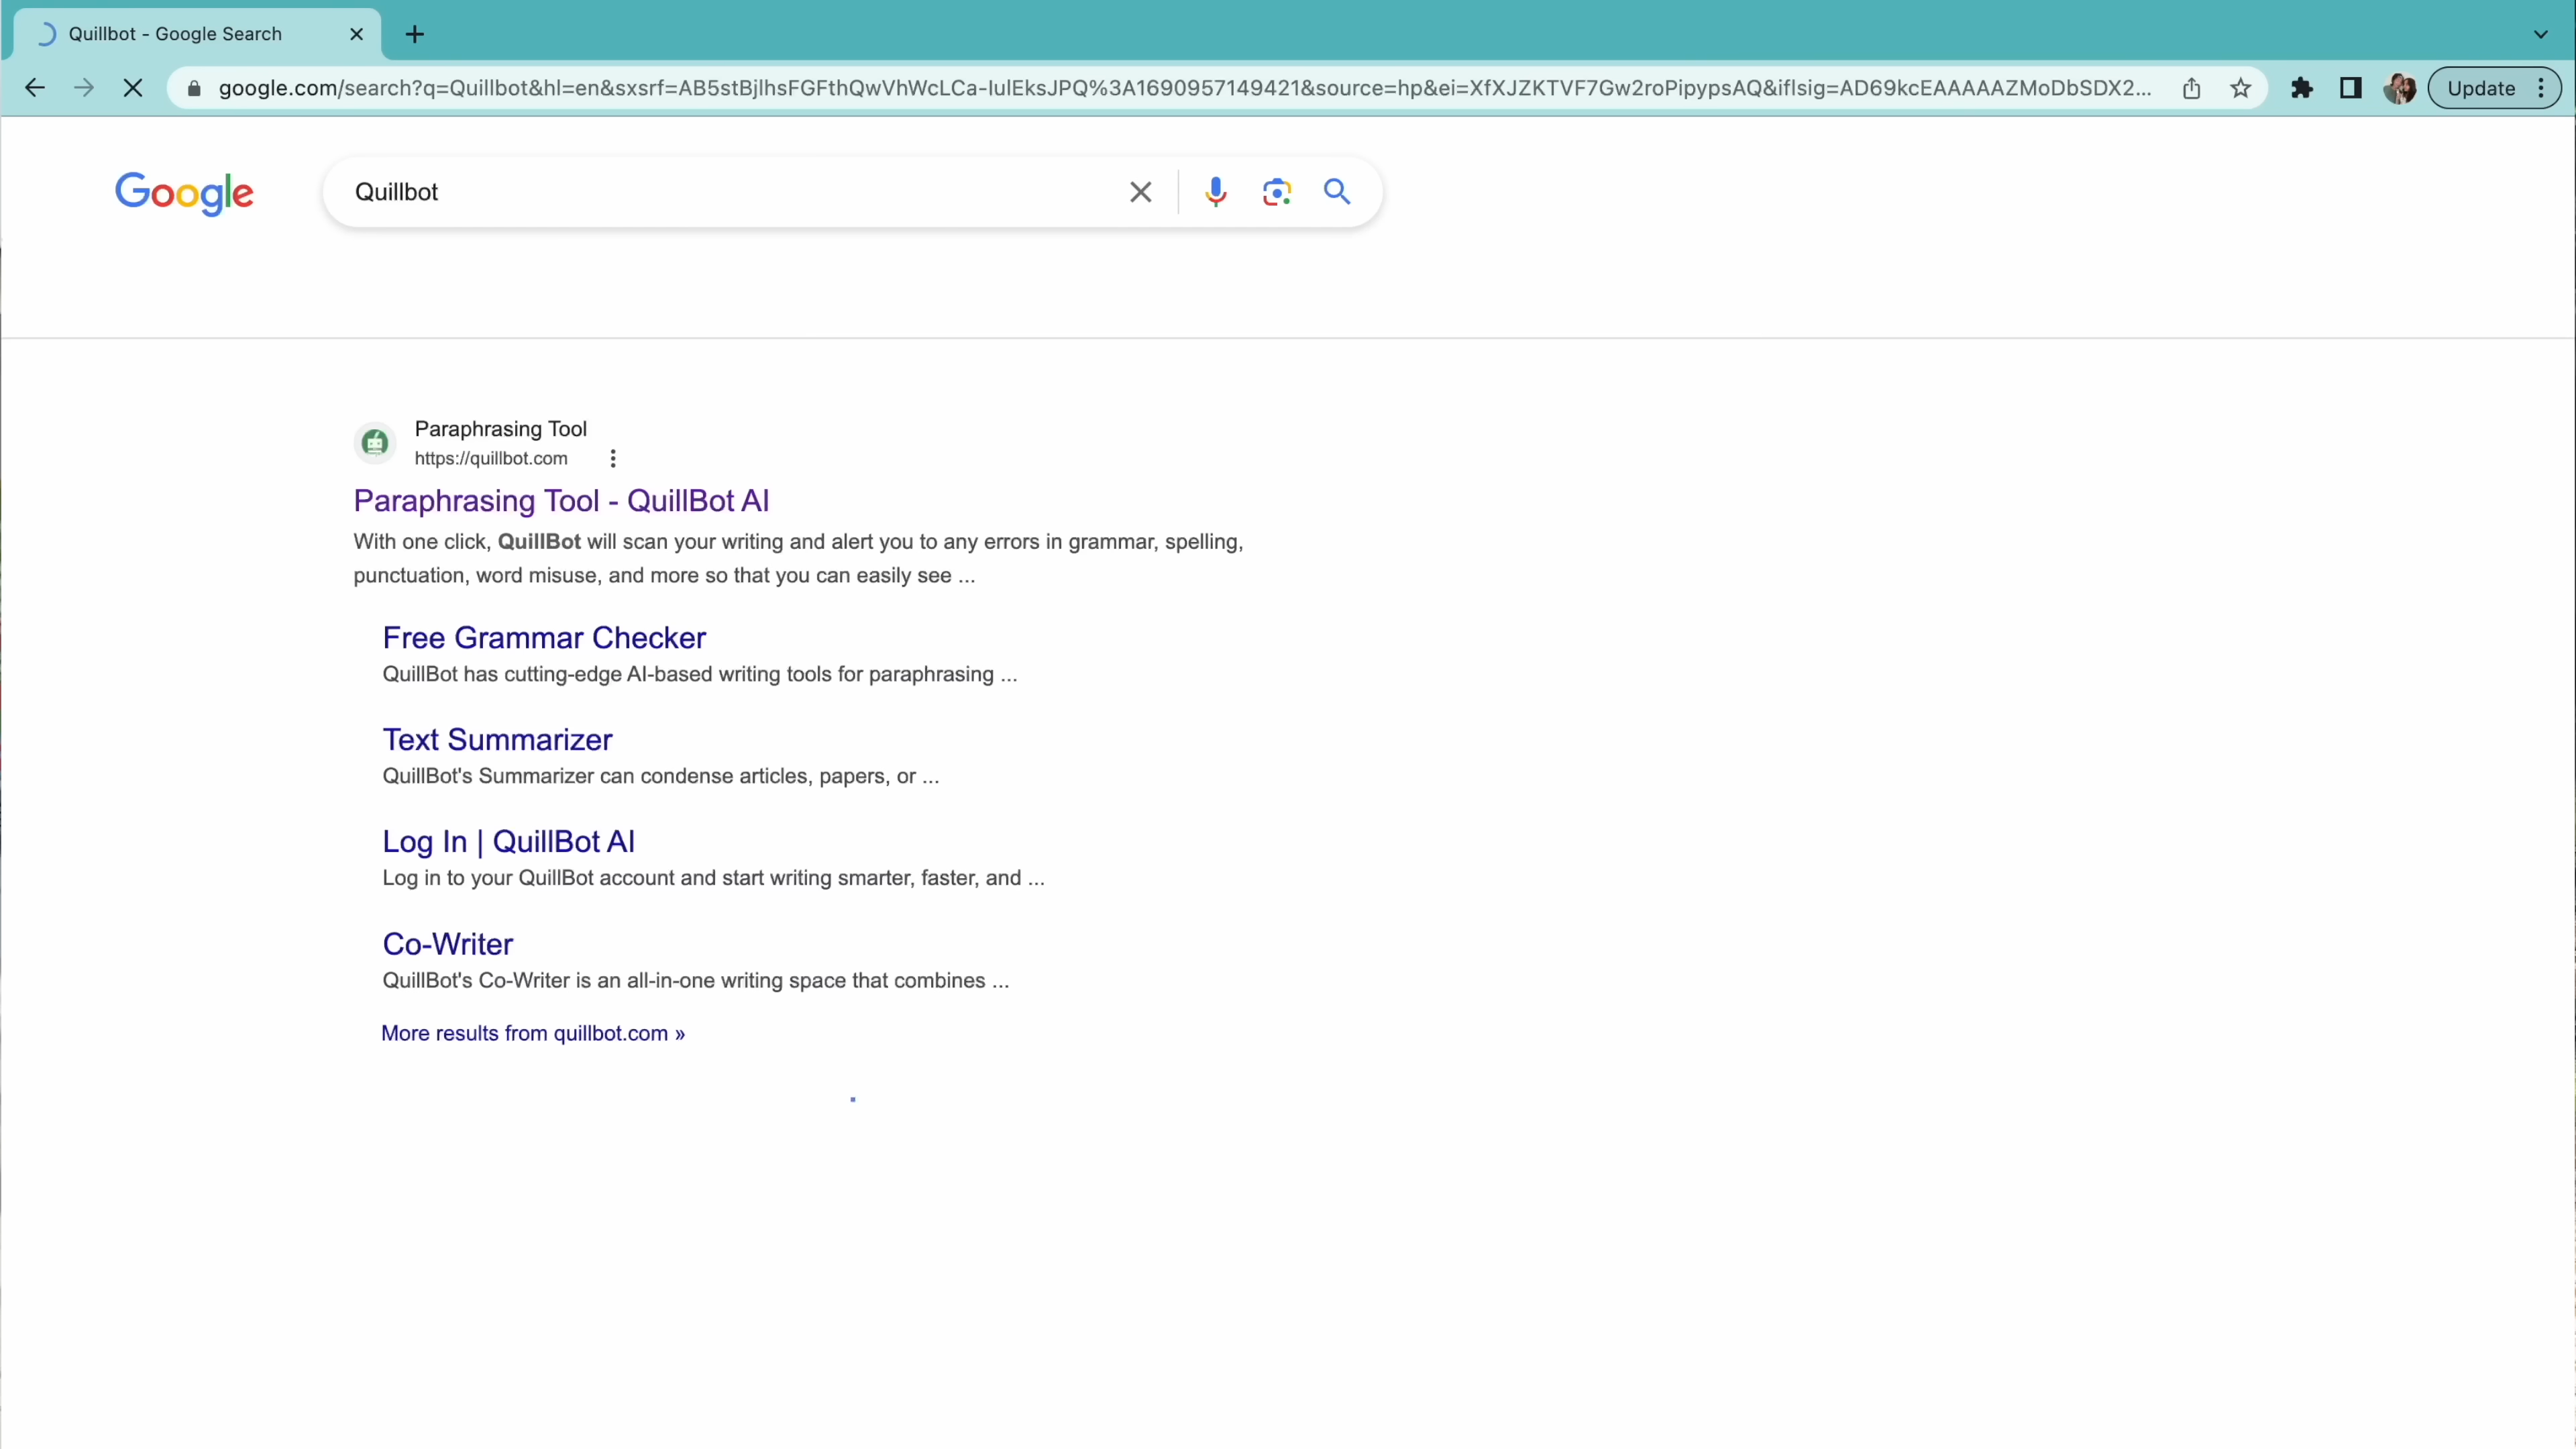 Quillbot - Google Search
google.com/search?q=Quillbot&hl=en&sxsrf=AB5stBjlhsFGFthQwVhWcLCa-IulEksJPQ%3A1690957149421&source=hp&ei=XfXJZKTVF7Gw2roPipypsAQ&iflsig=AD69kcEAAAAAZMoDbSDX2...
Update
Google
Quillbot
Paraphrasing Tool
https://quillbot.com
Paraphrasing Tool - QuillBot AI
With one click, QuillBot will scan your writing and alert you to any errors in grammar, spelling,
punctuation, word misuse, and more so that you can easily see ...
Free Grammar Checker
QuillBot has cutting-edge AI-based writing tools for paraphrasing ...
Text Summarizer
QuillBot's Summarizer can condense articles, papers, or ...
Log In | QuillBot AI
Log in to your QuillBot account and start writing smarter, faster, and ...
Co-Writer
QuillBot's Co-Writer is an all-in-one writing space that combines ...
More results from quillbot.com »